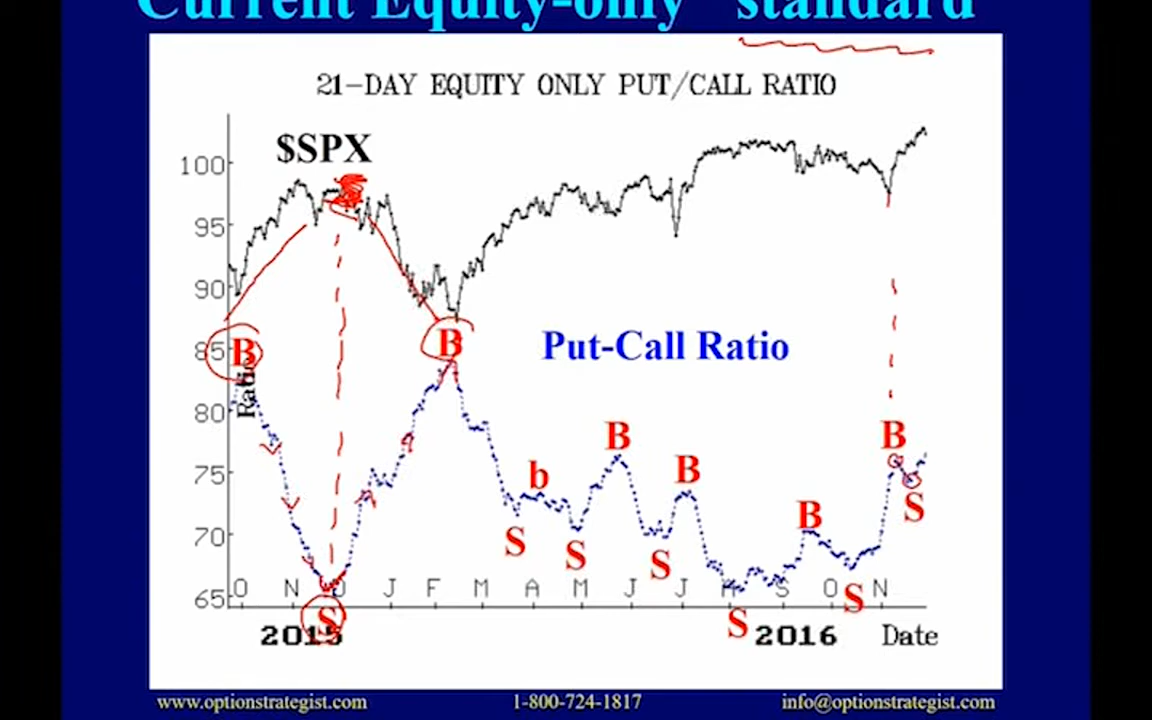 Current Equity-only "standard"
21-DAY EQUITY ONLY PUT/CALL RATIO
$SPX
100
95
90
85
B
B
Put-Call Ratio
Ratio
80
B
B
b
B
75
S
B
70
S
S
S
65
O N D J F M A M J J A S O N
S
S
S
2015
2016
Date
www.optionstrategist.com 1-800-724-1817 info@optionstrategist.com